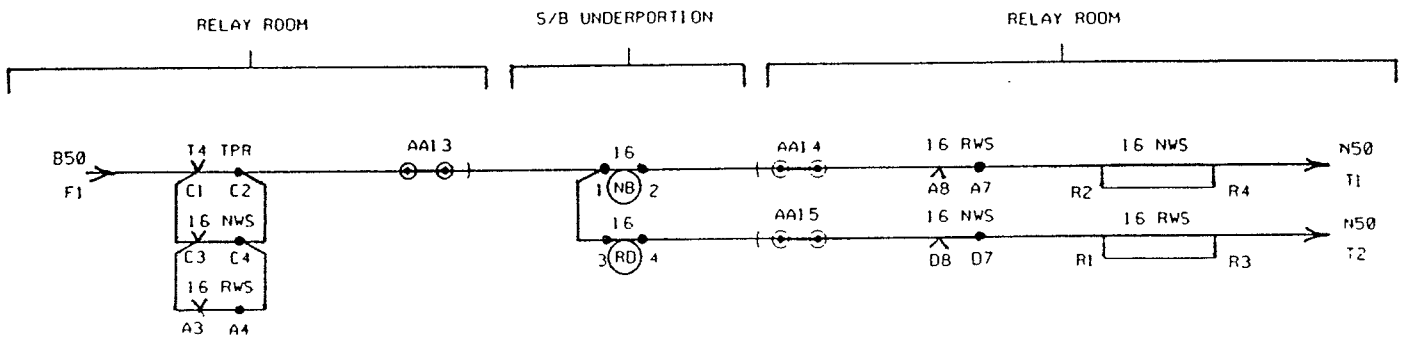 RELAY ROOM
S/B UNDERPORTION
RELAY ROOM
B50
F1
T4 TPR
C1 C2
16 NWS
C3 C4
16 RWS
A3 A4
AA13
16
1 NB 2
16
3 RD 4
AA14
AA15
16 RWS
A8 A7
16 NWS
D8 D7
16 NWS
R2 R4
16 RWS
R1 R3
N50
T1
N50
T2